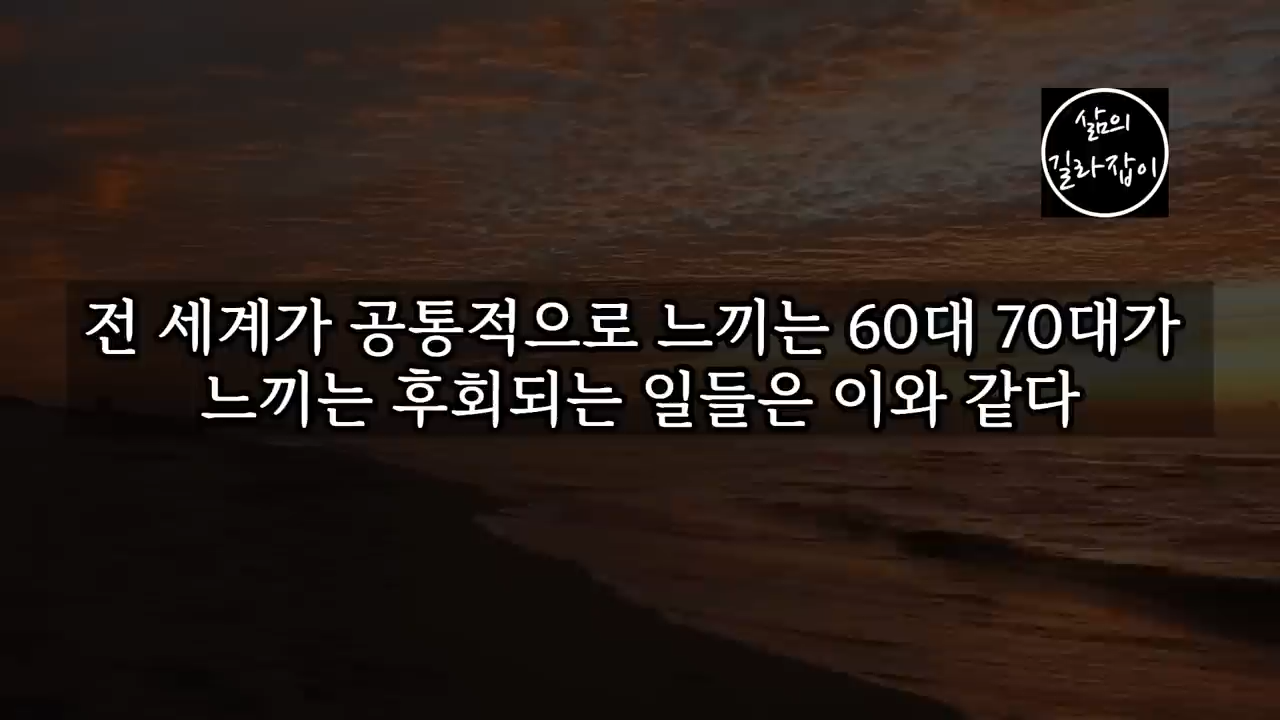 삶의
길라잡이
전 세계가 공통적으로 느끼는 60대 70대가
느끼는 후회되는 일들은 이와 같다